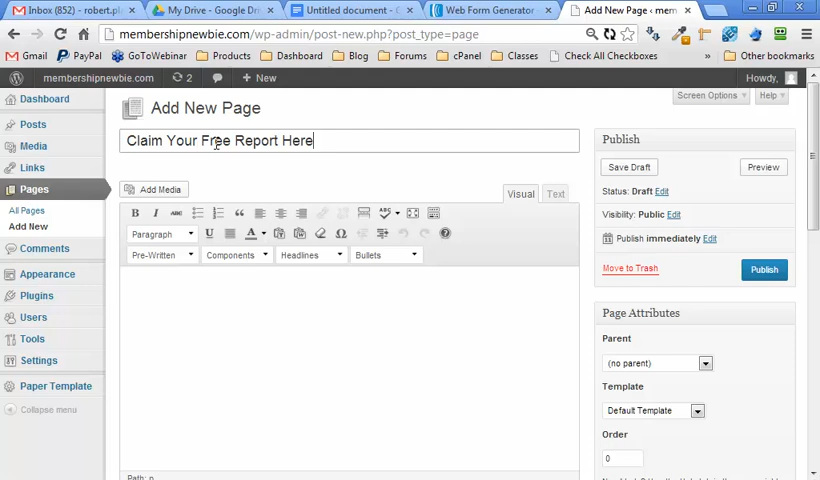 Inbox (852) - robert.pl
My Drive - Google Dri
Untitled document - G
Web Form Generator
Add New Page ‹ mem
membershipnewbie.com/wp-admin/post-new.php?post_type=page
Gmail PayPal GoToWebinar Products Dashboard Blog Forums cPanel Classes Check All Checkboxes » Other bookmarks
membershipnewbie.com 2 + New Howdy,
Dashboard
Posts
Media
Links
Pages
All Pages
Add New
Comments
Appearance
Plugins
Users
Tools
Settings
Paper Template
Collapse menu
Screen Options Help
Add New Page
Claim Your Free Report Here
Add Media
Visual Text
B I ABC
Paragraph U A
Pre-Written Components Headlines Bullets
Path: p
Publish
Save Draft Preview
Status: Draft Edit
Visibility: Public Edit
Publish immediately Edit
Move to Trash Publish
Page Attributes
Parent
(no parent)
Template
Default Template
Order
0